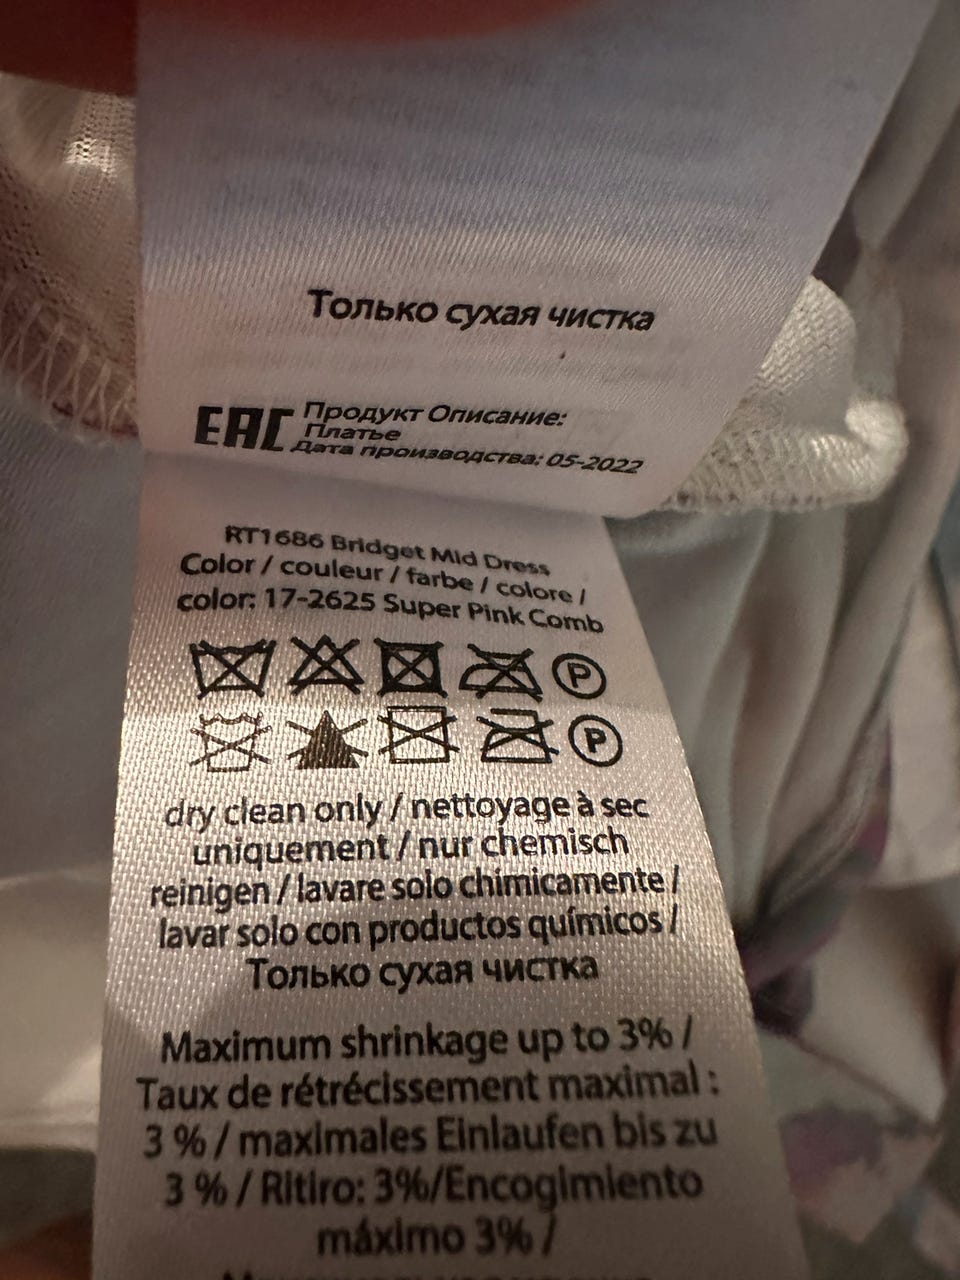 Только сухая чистка
EAC
Продукт Описание:
Платье
Дата производства: 05-2022
RT1686 Bridget Mid Dress
Color / couleur / farbe / colore /
color: 17-2625 Super Pink Comb
P
P
dry clean only / nettoyage à sec
uniquement / nur chemisch
reinigen / lavare solo chimicamente /
lavar solo con productos químicos /
Только сухая чистка
Maximum shrinkage up to 3% /
Taux de rétrécissement maximal :
3 % / maximales Einlaufen bis zu
3 % / Ritiro: 3%/Encogimiento
máximo 3% /